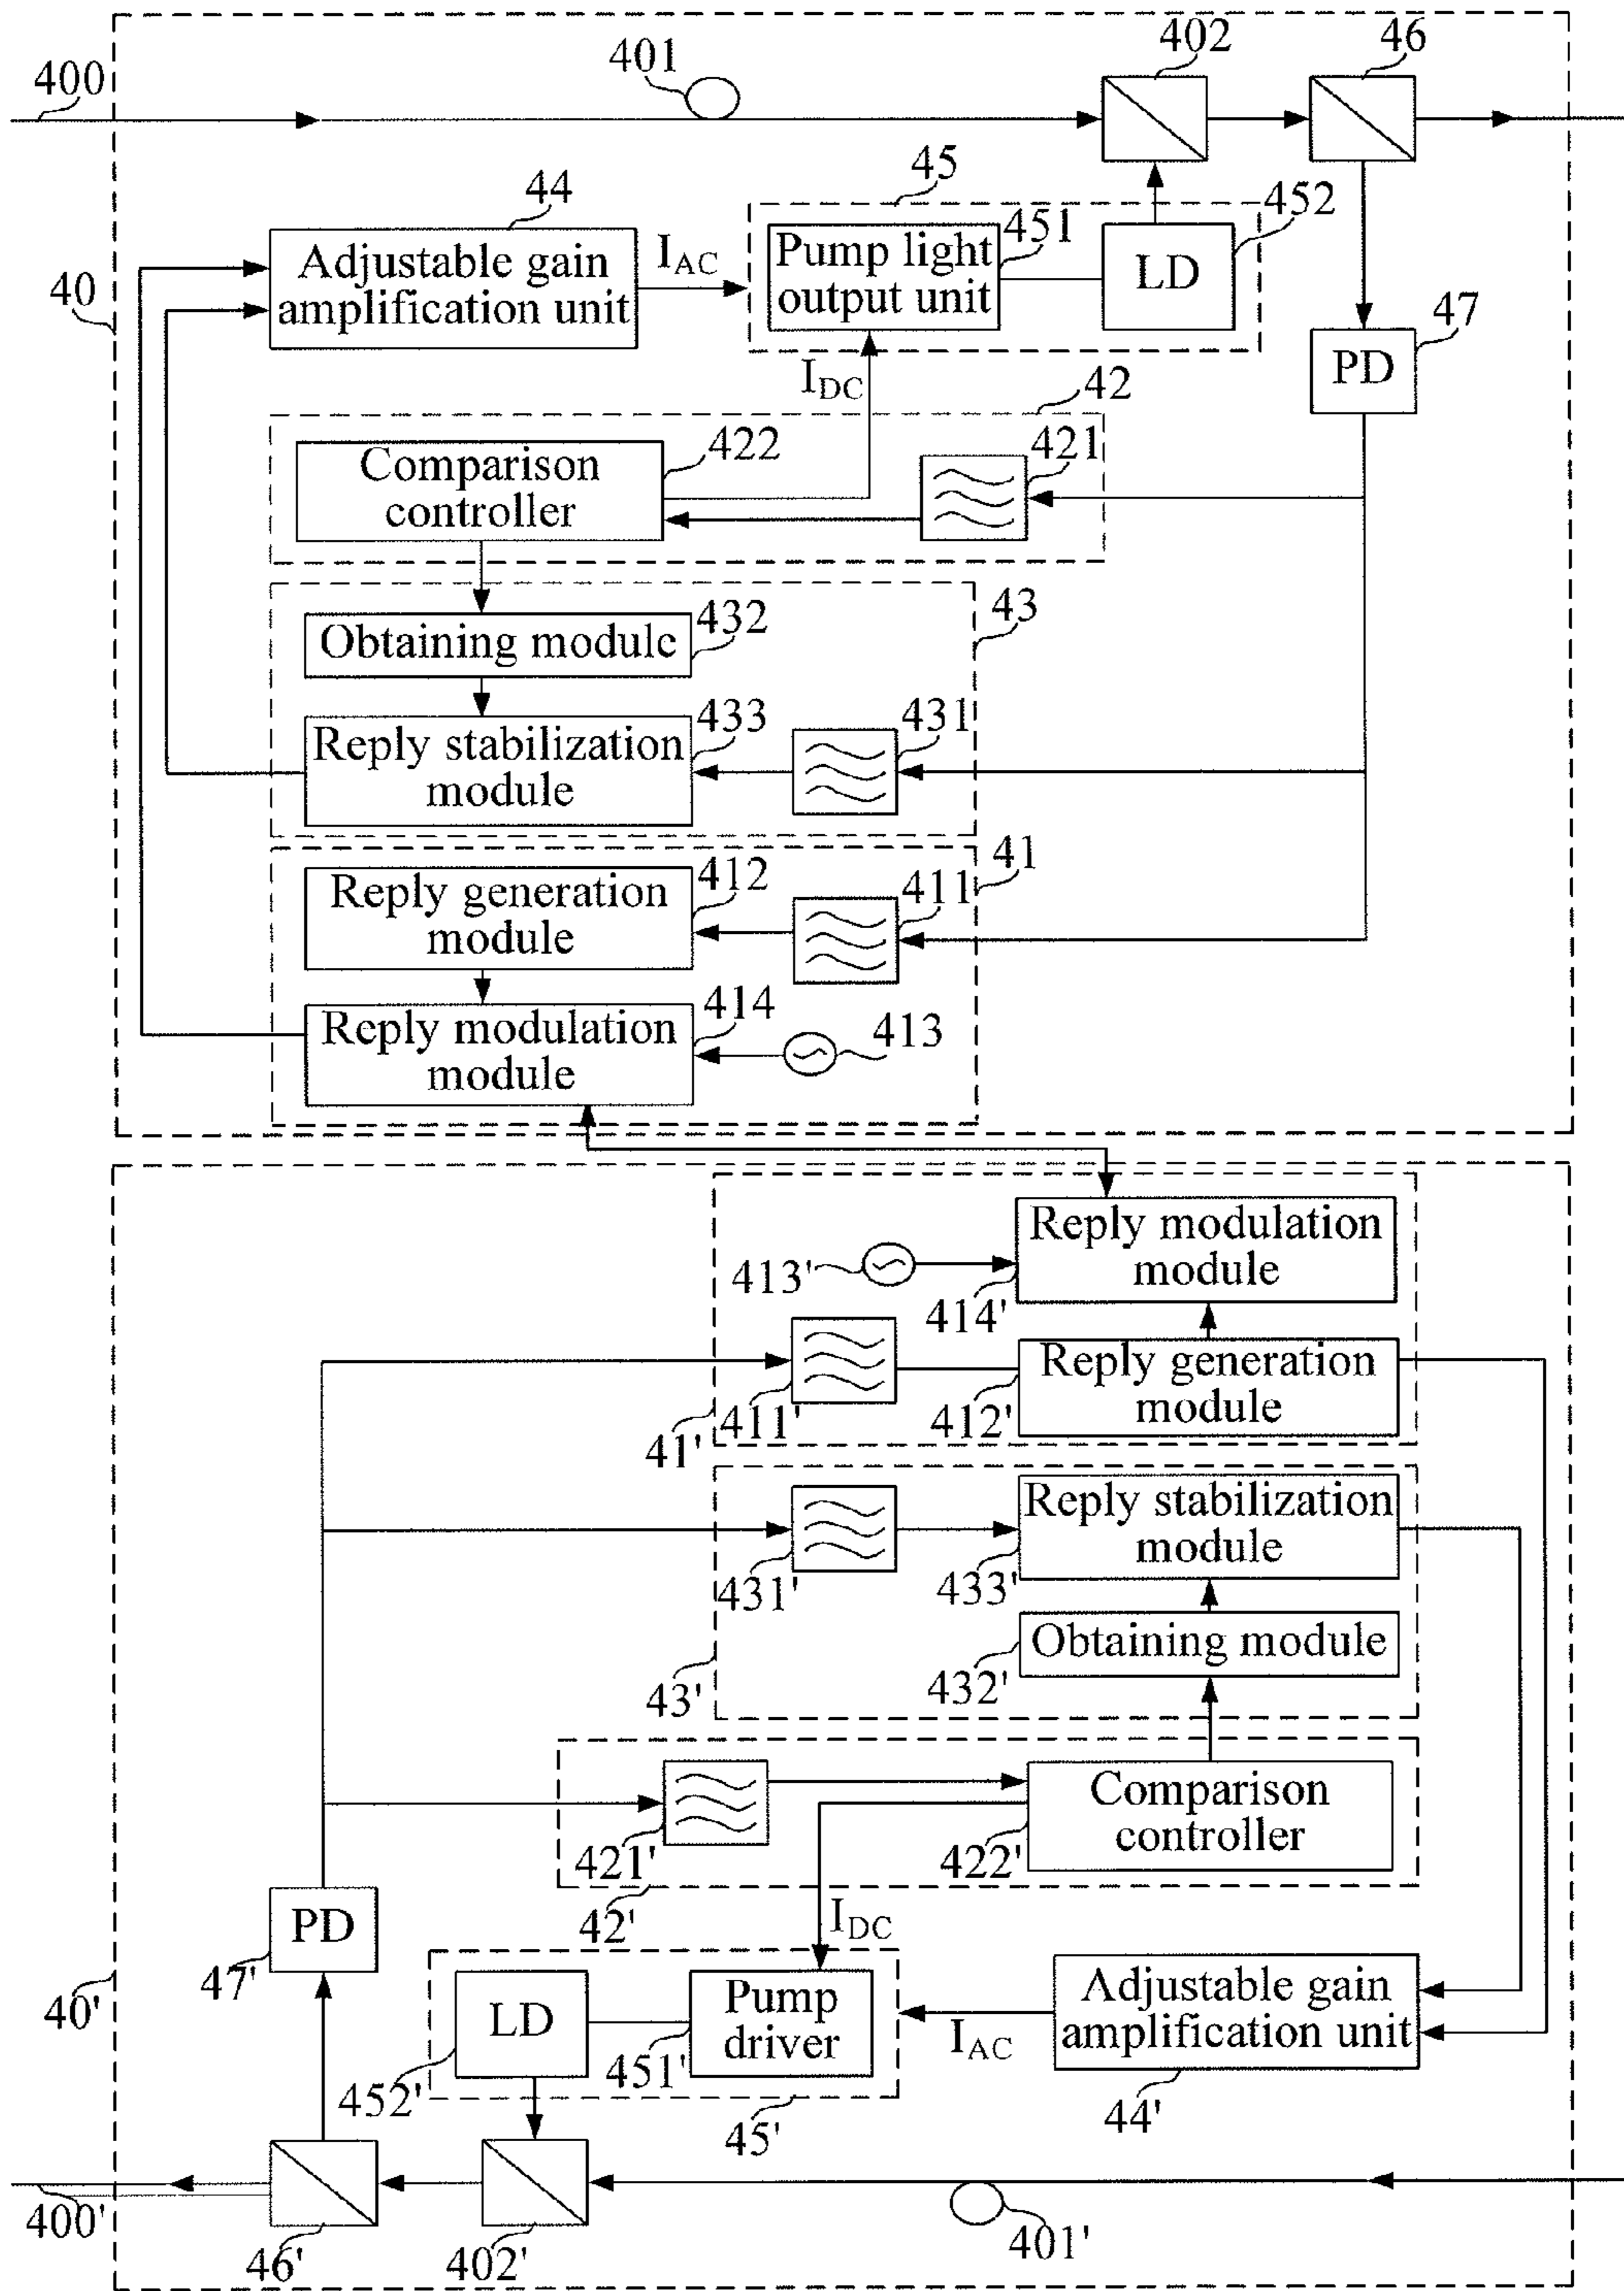 400
401
402
46
44
45
451
452
Adjustable gain
amplification unit
I_AC
Pump light
output unit
LD
40
47
PD
I_DC
42
422
421
Comparison
controller
432
43
Obtaining module
433
431
Reply stabilization
module
412
411
41
Reply generation
module
414
413
Reply modulation
module
Reply modulation
module
413'
414'
Reply generation
module
411'
412'
41'
Reply stabilization
module
431'
433'
Obtaining module
432'
43'
Comparison
controller
421'
422'
42'
I_DC
PD
47'
40'
LD
Pump
driver
I_AC
Adjustable gain
amplification unit
452'
451'
45'
44'
400'
46'
402'
401'